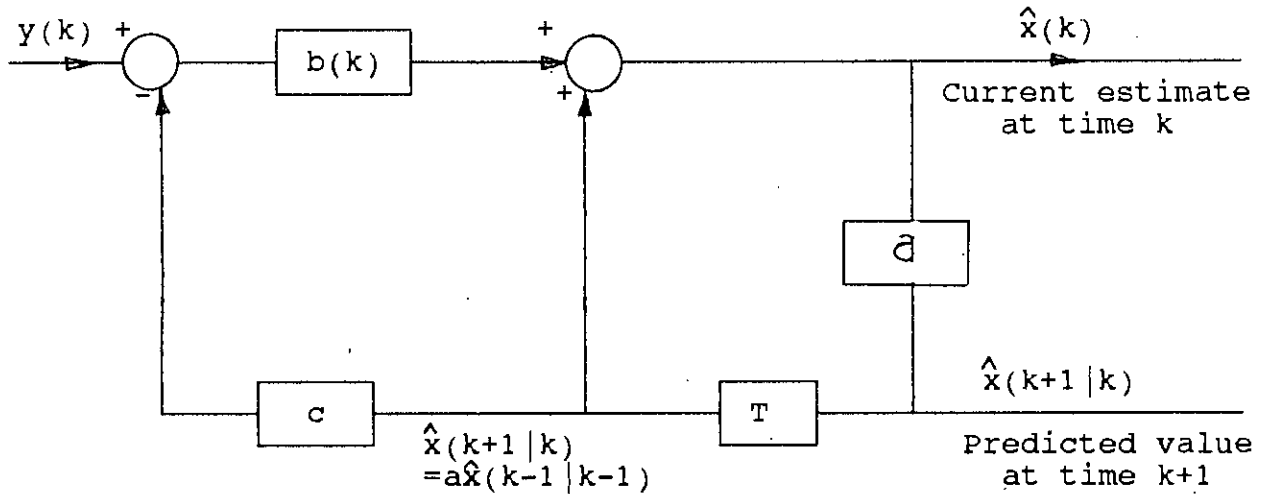 y(k)
+
-
b(k)
+
+
x̂(k)
Current estimate
at time k
a
c
x̂(k+1|k)
=ax̂(k-1|k-1)
T
x̂(k+1|k)
Predicted value
at time k+1